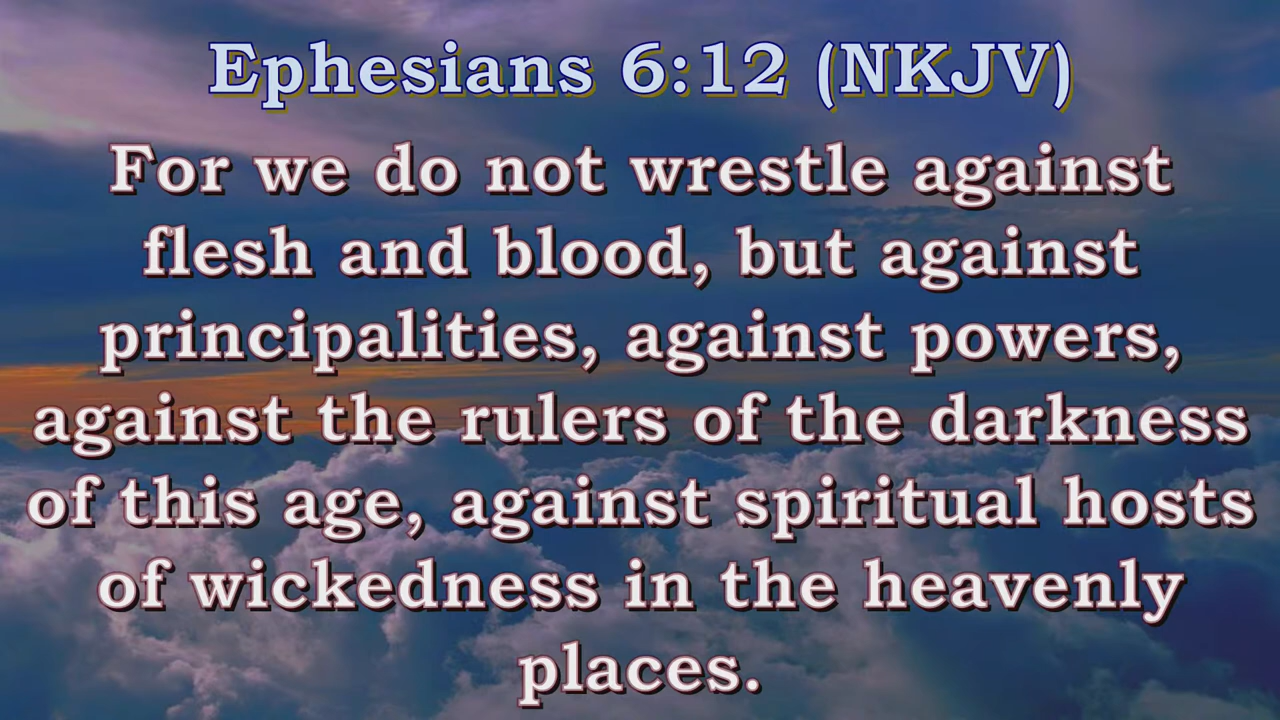 Ephesians 6:12 (NKJV)
For we do not wrestle against
flesh and blood, but against
principalities, against powers,
against the rulers of the darkness
of this age, against spiritual hosts
of wickedness in the heavenly
places.